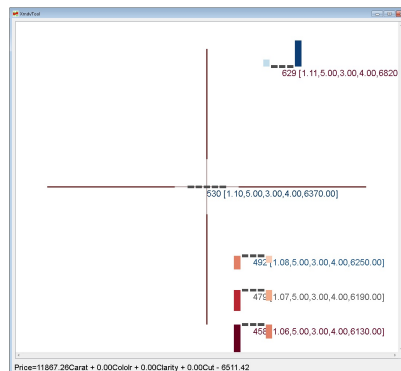 XmdvTool
629 [1.11,5.00,3.00,4.00,6820
530 [1.10,5.00,3.00,4.00,6370.00]
492 [1.08,5.00,3.00,4.00,6250.00]
479 [1.07,5.00,3.00,4.00,6190.00]
458 [1.06,5.00,3.00,4.00,6130.00]
Price=11867.26Carat + 0.00Cololr + 0.00Clarity + 0.00Cut - 6511.42